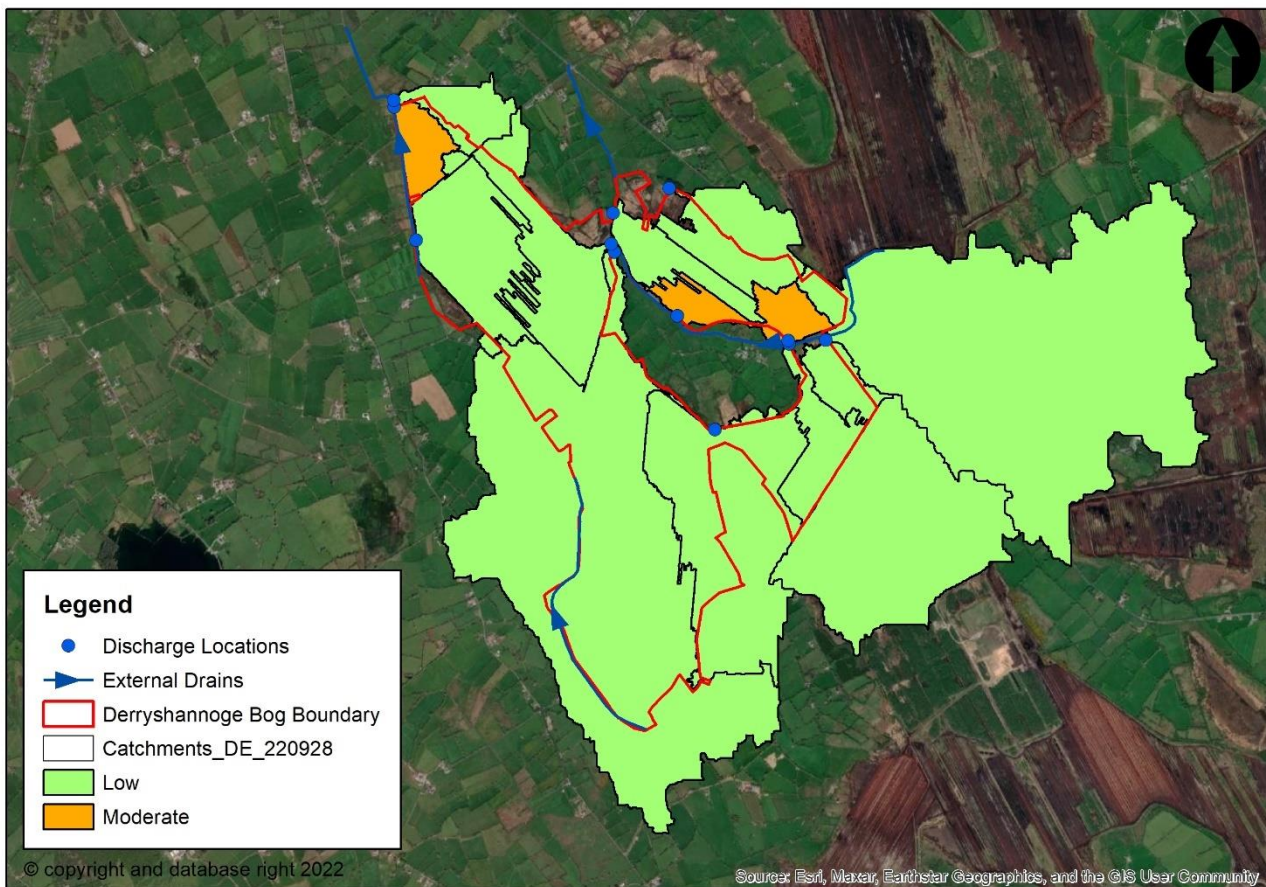 Legend
Discharge Locations
External Drains
Derryshannoge Bog Boundary
Catchments_DE_220928
Low
Moderate
© copyright and database right 2022
Source: Esri, Maxar, Earthstar Geographics, and the GIS User Community